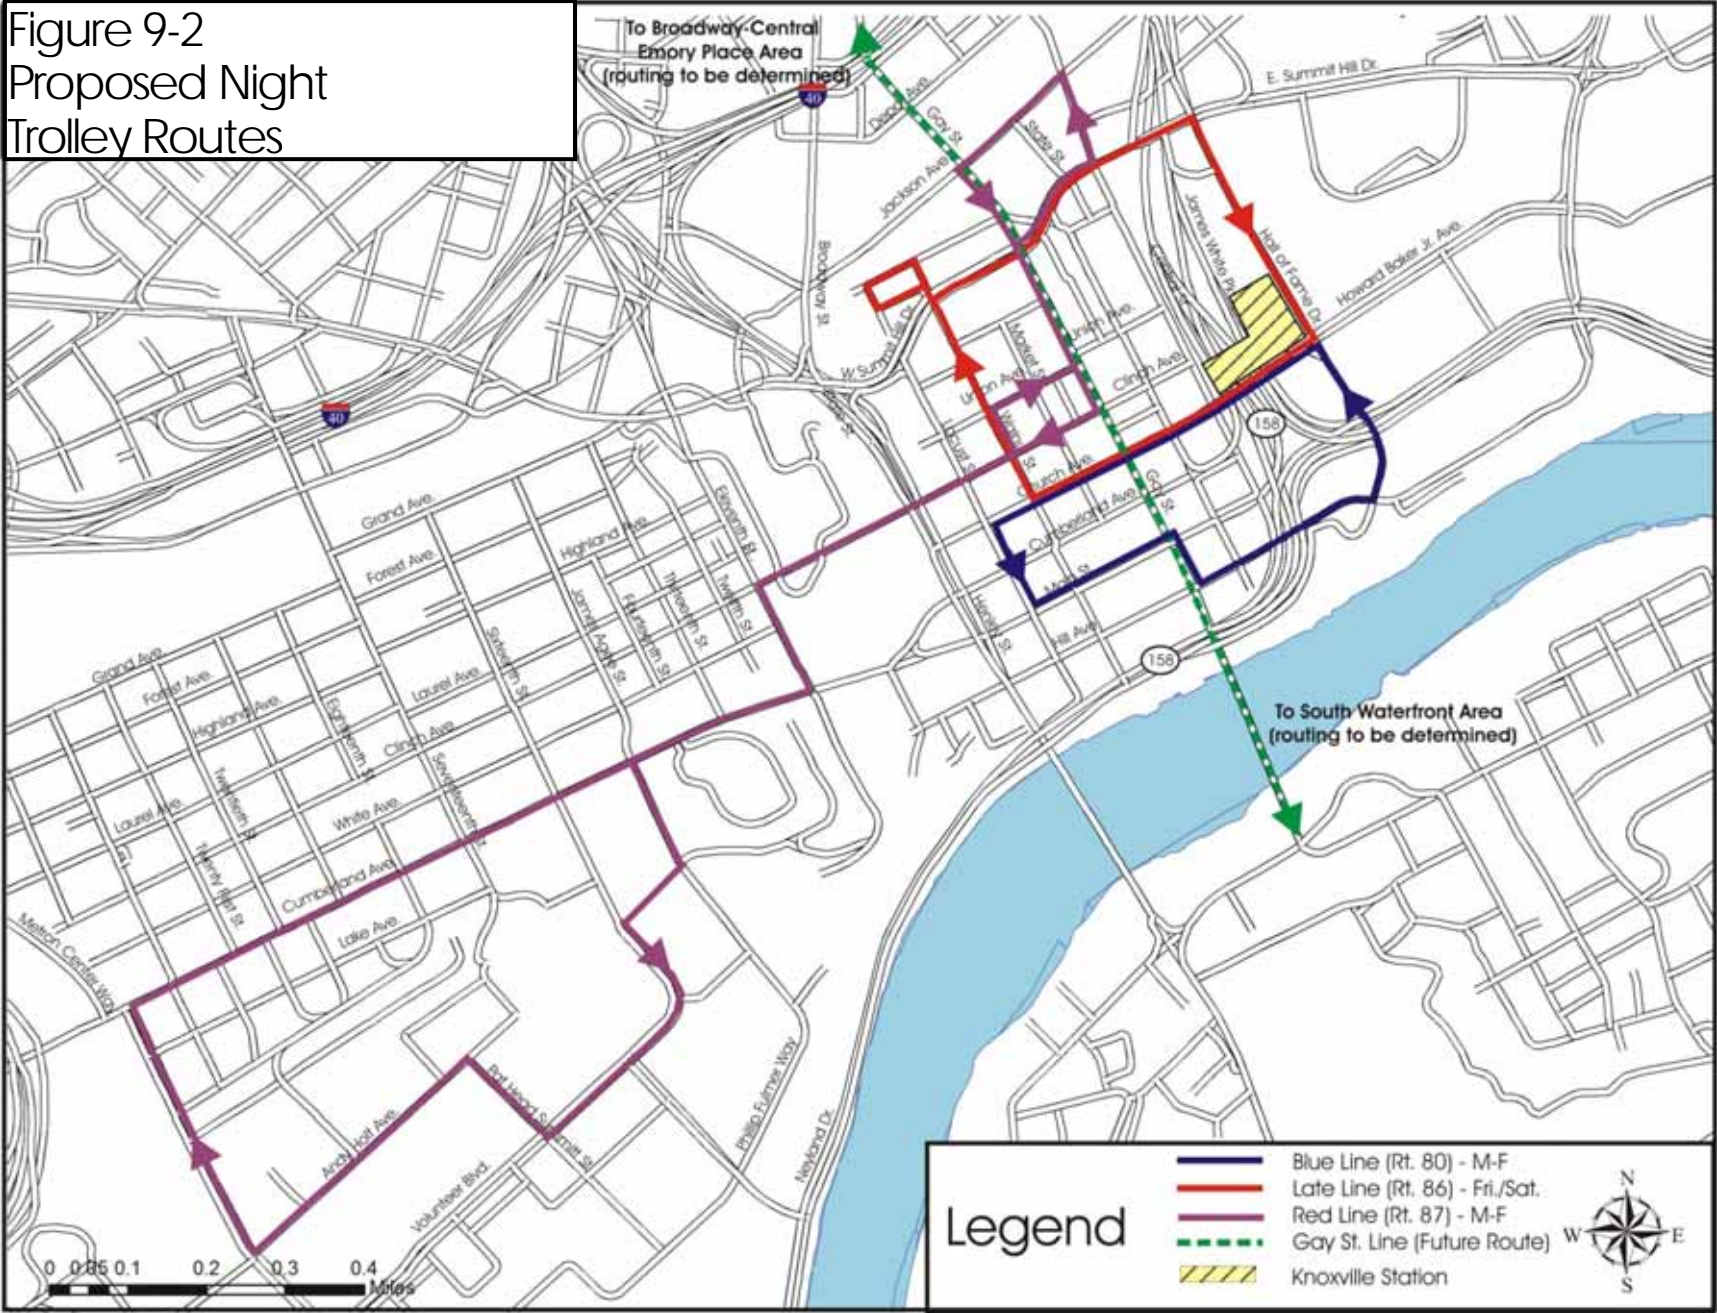 Figure 9-2
Proposed Night
Trolley Routes
To Broadway-Central
Emory Place Area
(routing to be determined)
40
Depot Ave.
Gay St.
State St.
Jackson Ave.
E. Summit Hill Dr.
James White
Hall of Fame Dr.
Howard Baker Jr. Ave.
Central St.
Broadway St.
W. Summit Hill Dr.
Market St.
Union Ave.
Union Ave.
Clinch Ave.
Walnut St.
Locust St.
Church Ave.
Cumberland Ave.
Gay St.
Main St.
Henley St.
Hill Ave.
158
158
40
Grand Ave.
Forest Ave.
Highland Ave.
Eleventh St.
Twelfth St.
Thirteenth St.
Fourteenth St.
James Agee St.
Sixteenth St.
Laurel Ave.
Clinch Ave.
Grand Ave.
Forest Ave.
Highland Ave.
Eighteenth St.
Seventeenth St.
Laurel Ave.
Twentieth St.
White Ave.
Twenty First St.
Cumberland Ave.
Lake Ave.
Metron Center Way
Andy Holt Ave.
Pat Head Summitt St.
Volunteer Blvd.
Phillip Fulmer Way
Neyland Dr.
To South Waterfront Area
(routing to be determined)
0 0.05 0.1 0.2 0.3 0.4
Miles
Legend
Blue Line (Rt. 80) - M-F
Late Line (Rt. 86) - Fri./Sat.
Red Line (Rt. 87) - M-F
Gay St. Line (Future Route)
Knoxville Station
N
W E
S